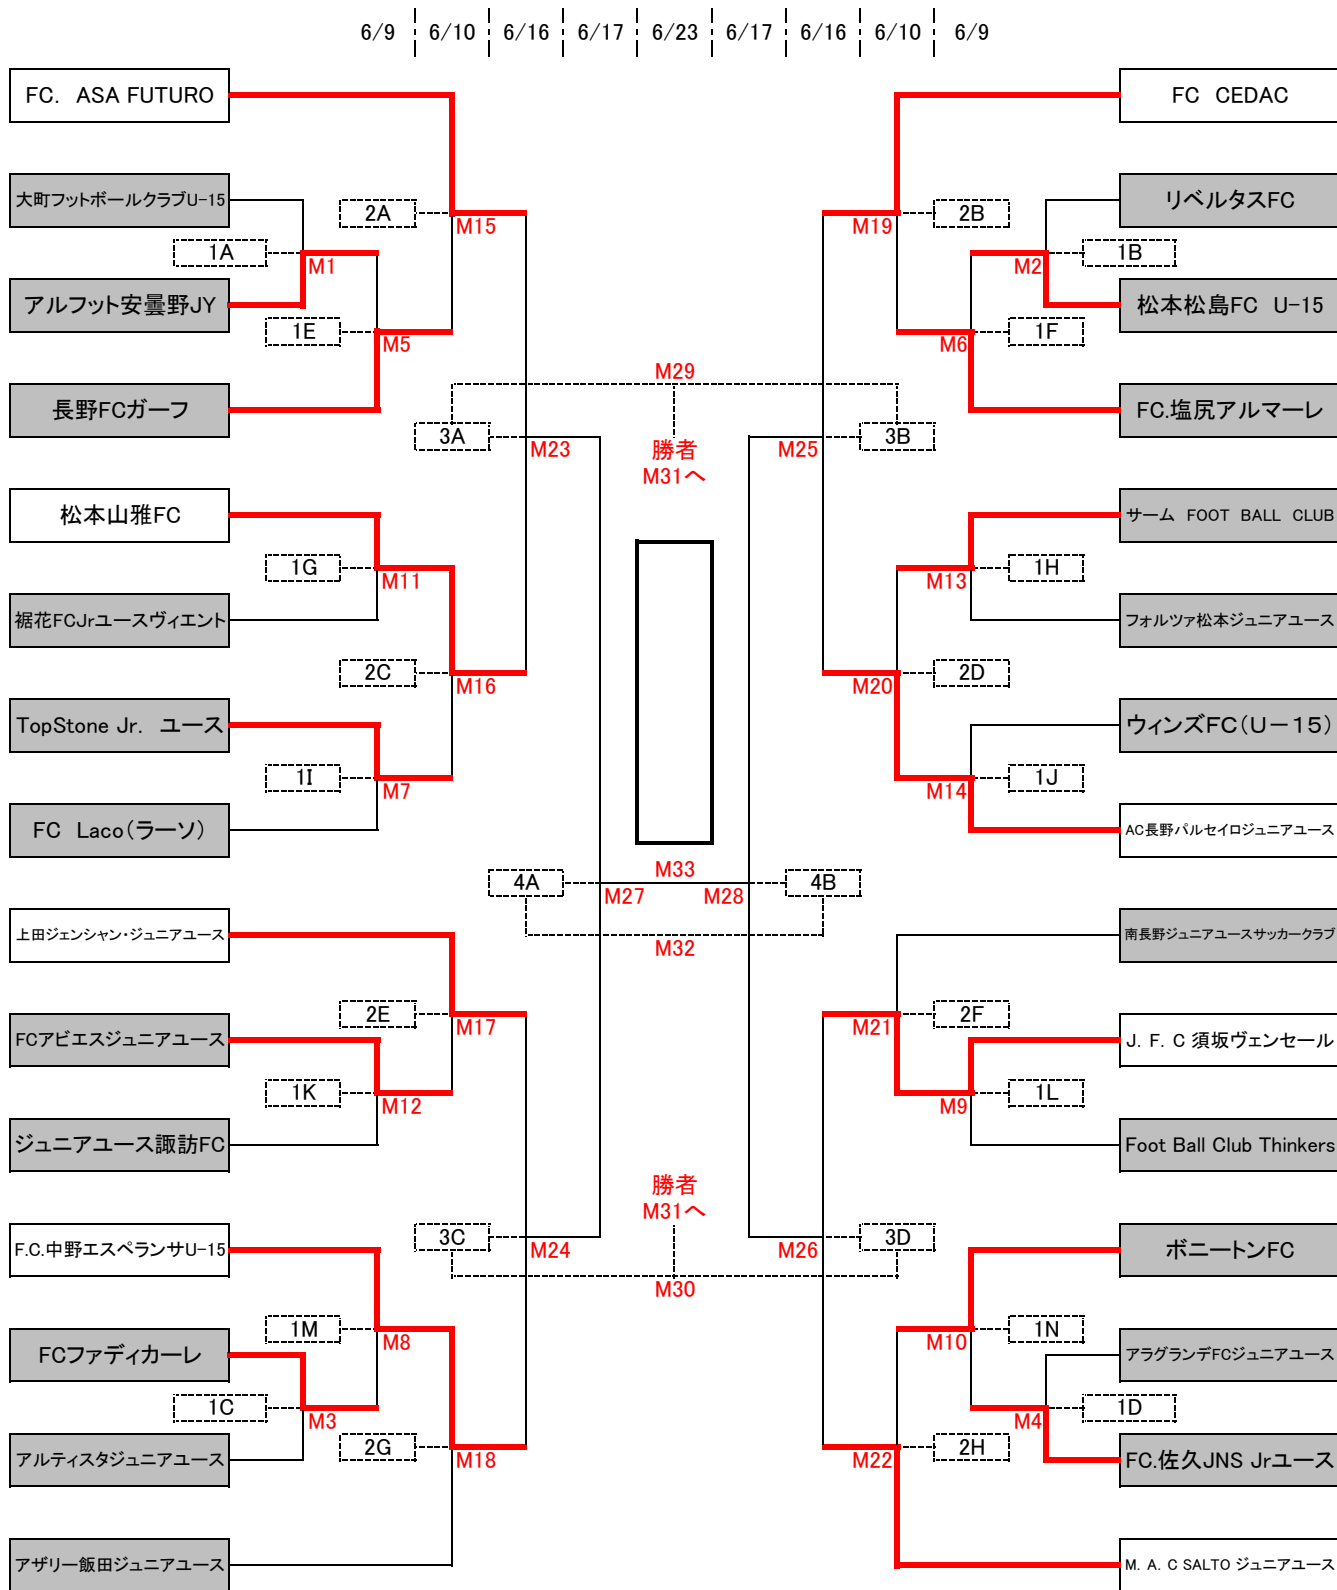 6/9 6/10 6/16 6/17 6/23 6/17 6/16 6/10 6/9
FC. ASA FUTURO
FC CEDAC
大町フットボールクラブU-15
リベルタスFC
2A
2B
M15
M19
1A
1B
M1
M2
アルフット安曇野JY
松本松島FC U-15
1E
1F
M5
M6
M29
長野FCガーフ
FC.塩尻アルマーレ
3A
3B
M23
M25
勝者
M31へ
松本山雅FC
サーム FOOT BALL CLUB
1G
1H
M11
M13
裾花FCJrユースヴィエント
フォルツァ松本ジュニアユース
2C
2D
M16
M20
TopStone Jr. ユース
ウィンズFC(U-15)
1I
1J
M7
M14
FC Laco(ラーソ)
AC長野パルセイロジュニアユース
M33
4A
4B
M27
M28
上田ジェンシャン・ジュニアユース
南長野ジュニアユースサッカークラブ
M32
2E
2F
M17
M21
FCアビエスジュニアユース
J. F. C 須坂ヴェンセール
1K
1L
M12
M9
ジュニアユース諏訪FC
Foot Ball Club Thinkers
勝者
M31へ
3C
3D
M24
M26
F.C.中野エスペランサU-15
ボニートンFC
M30
1M
1N
M8
M10
FCファディカーレ
アラグランデFCジュニアユース
1C
1D
M3
M4
2G
2H
M18
M22
アルティスタジュニアユース
FC.佐久JNS Jrユース
アザリー飯田ジュニアユース
M. A. C SALTO ジュニアユース